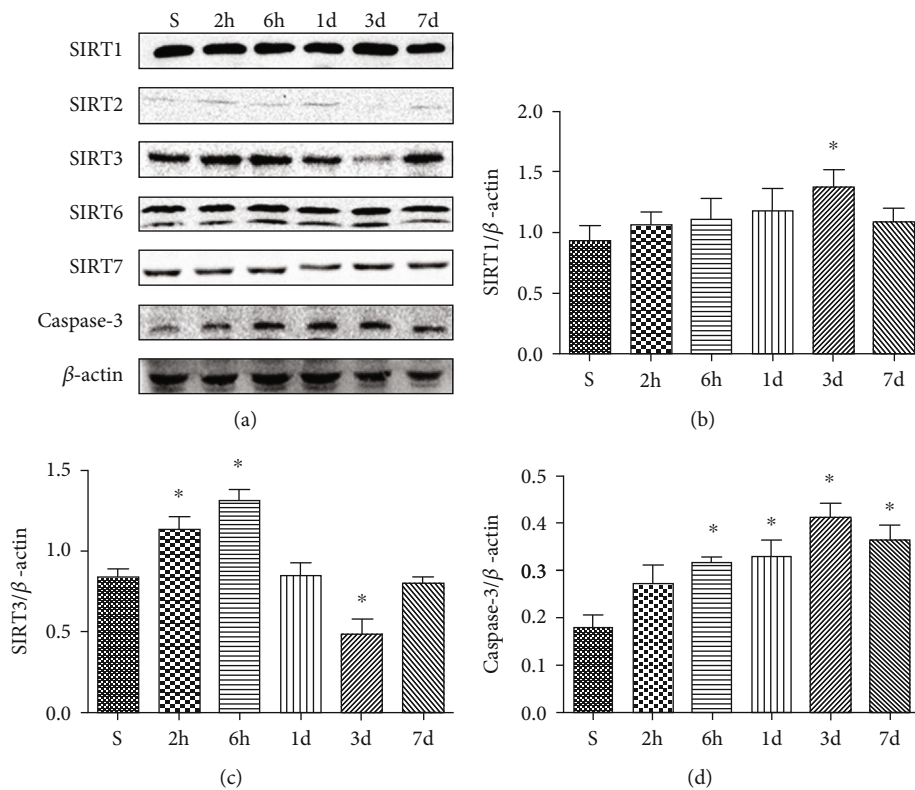 S 2h 6h 1d 3d 7d
SIRT1
SIRT2
SIRT3
SIRT6
SIRT7
Caspase-3
β-actin
(a)
SIRT1/β-actin
2.0
1.5
1.0
0.5
0.0
*
S 2h 6h 1d 3d 7d
(b)
SIRT3/β-actin
1.5
1.0
0.5
0.0
* * *
S 2h 6h 1d 3d 7d
(c)
Caspase-3/β-actin
0.5
0.4
0.3
0.2
0.1
0.0
* * * *
S 2h 6h 1d 3d 7d
(d)